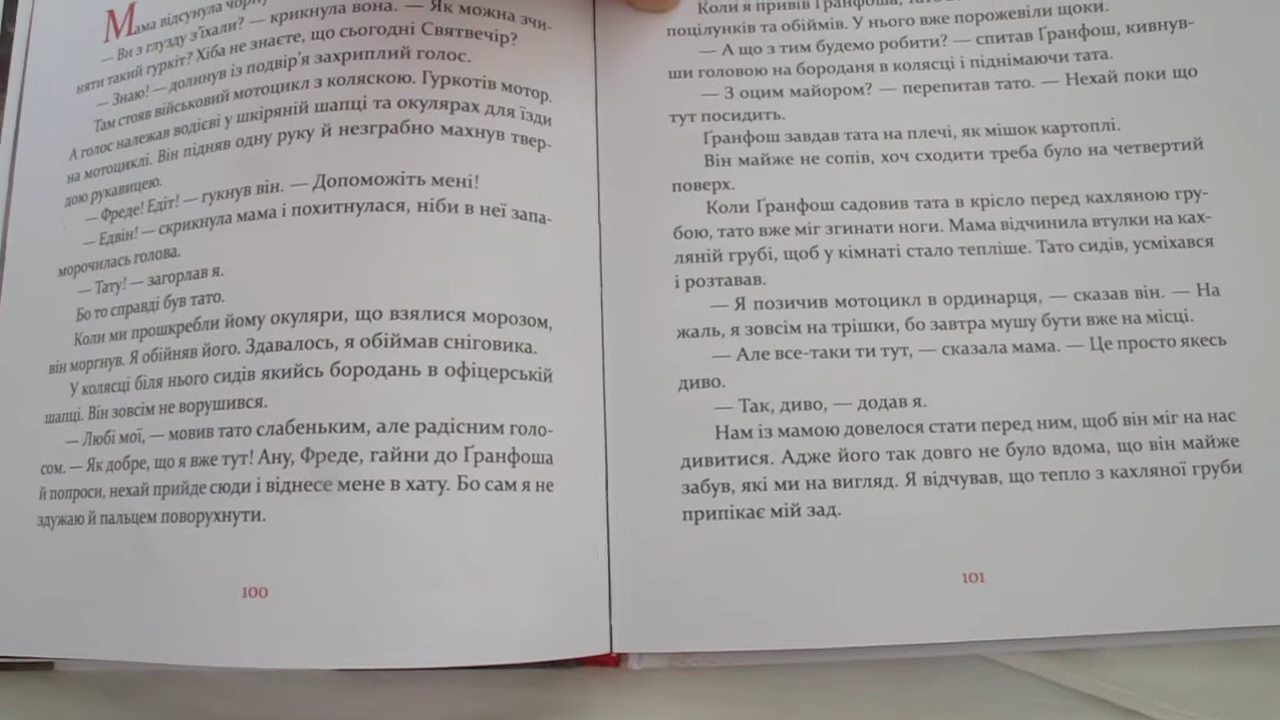 Мама відсунула
— Ви з глузду з’їхали? — крикнула вона. — Як можна зчи-
няти такий гуркіт? Хіба не знаєте, що сьогодні Святвечір?
— Знаю! — долинув із подвір’я захриплий голос.
Там стояв військовий мотоцикл з коляскою. Гуркотів мотор.
А голос належав водієві у шкіряній шапці та окулярах для їзди
на мотоциклі. Він підняв одну руку й незграбно махнув твер-
дою рукавицею.
— Фреде! Едіт! — гукнув він. — Допоможіть мені!
— Едвін! — скрикнула мама і похитнулася, ніби в неї запа-
морочилась голова.
— Тату! — загорлав я.
Бо то справді був тато.
Коли ми прошкребли йому окуляри, що взялися морозом,
він моргнув. Я обійняв його. Здавалось, я обіймав сніговика.
У колясці біля нього сидів якийсь бородань в офіцерській
шапці. Він зовсім не ворушився.
— Любі мої, — мовив тато слабеньким, але радісним голо-
сом. — Як добре, що я вже тут! Ану, Фреде, гайни до Ґранфоша
й попроси, нехай прийде сюди і віднесе мене в хату. Бо сам я не
здужаю й пальцем поворухнути.
100
Коли я привів Ґранфоша,
поцілунків та обіймів. У нього вже порожевіли щоки.
— А що з тим будемо робити? — спитав Ґранфош, кивнув-
ши головою на бороданя в колясці і піднімаючи тата.
— З оцим майором? — перепитав тато. — Нехай поки що
тут посидить.
Ґранфош завдав тата на плечі, як мішок картоплі.
Він майже не сопів, хоч сходити треба було на четвертий
поверх.
Коли Ґранфош садовив тата в крісло перед кахляною гру-
бою, тато вже міг згинати ноги. Мама відчинила втулки на ках-
ляній грубі, щоб у кімнаті стало тепліше. Тато сидів, усміхався
і розтавав.
— Я позичив мотоцикл в ординарця, — сказав він. — На
жаль, я зовсім на трішки, бо завтра мушу бути вже на місці.
— Але все-таки ти тут, — сказала мама. — Це просто якесь
диво.
— Так, диво, — додав я.
Нам із мамою довелося стати перед ним, щоб він міг на нас
дивитися. Адже його так довго не було вдома, що він майже
забув, які ми на вигляд. Я відчував, що тепло з кахляної груби
припікає мій зад.
101